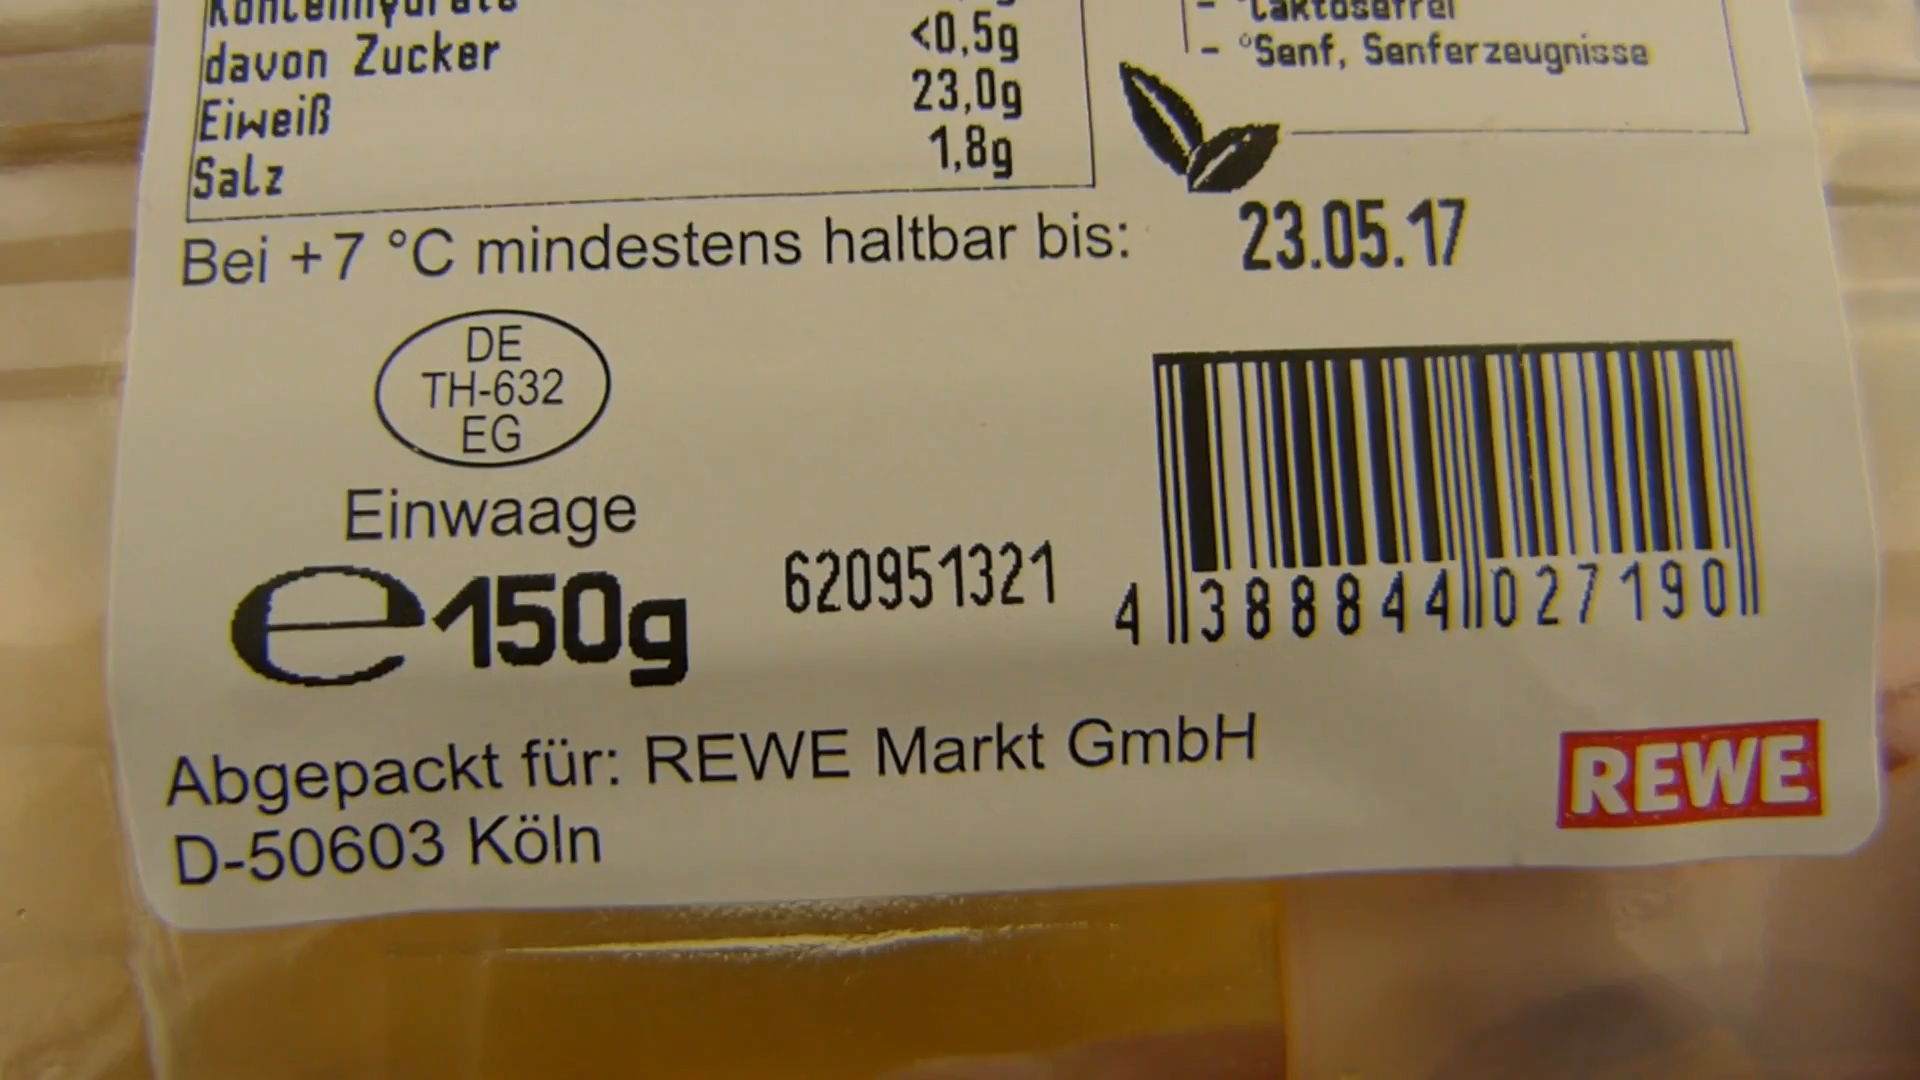 Kohlenhydrate
davon Zucker <0,5g
Eiweiß 23,0g
Salz 1,8g
- °Laktosefrei
- °Senf, Senferzeugnisse
Bei +7 °C mindestens haltbar bis: 23.05.17
DE
TH-632
EG
Einwaage
e150g
620951321
4 388844 027190
Abgepackt für: REWE Markt GmbH
D-50603 Köln
REWE